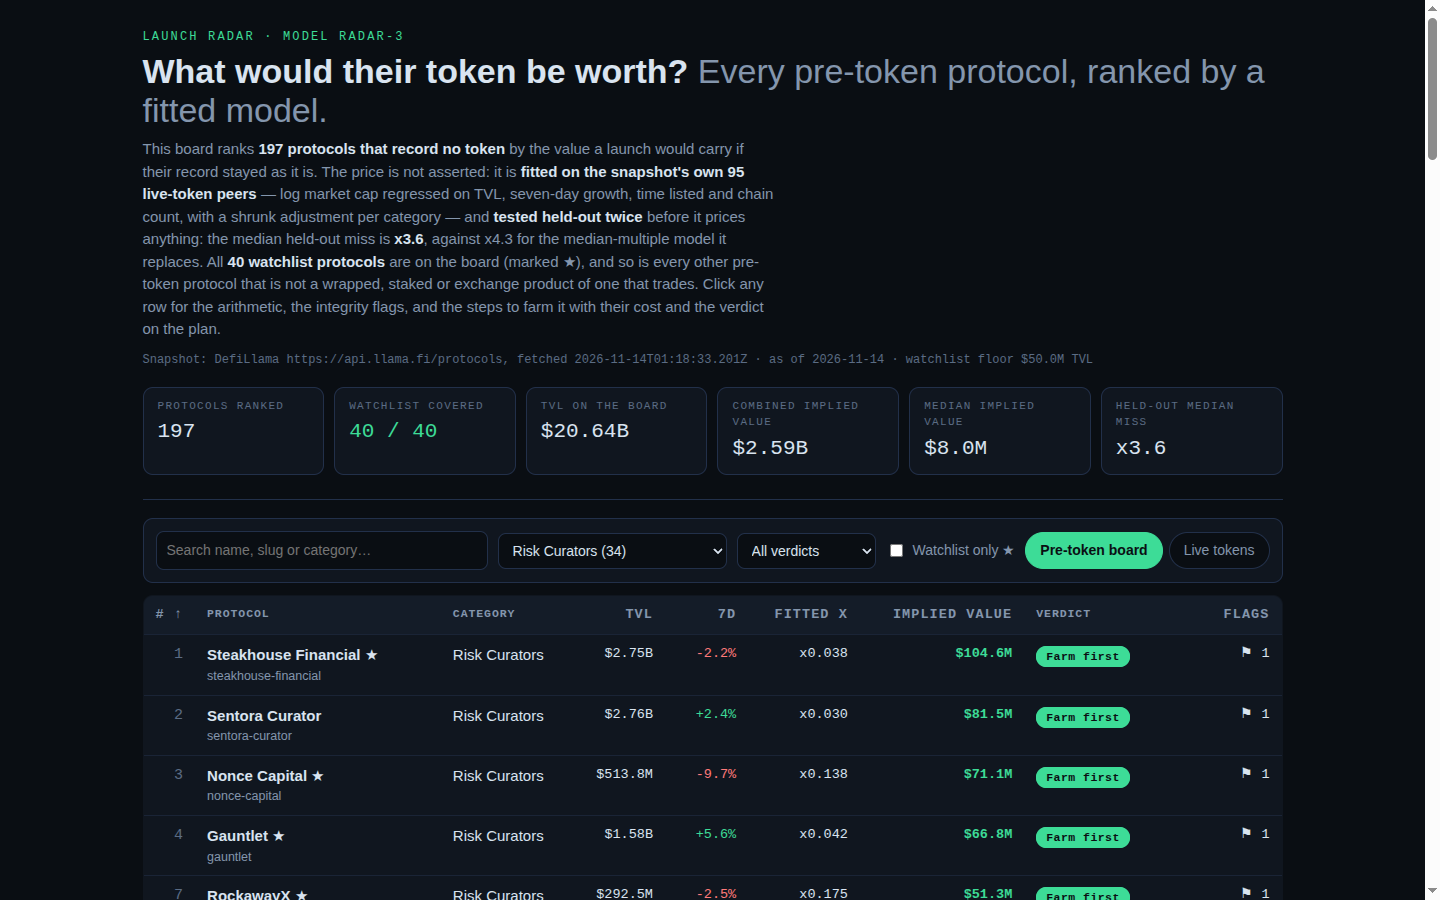 LAUNCH RADAR · MODEL RADAR-3
What would their token be worth? Every pre-token protocol, ranked by a
fitted model.
This board ranks 197 protocols that record no token by the value a launch would carry if
their record stayed as it is. The price is not asserted: it is fitted on the snapshot's own 95
live-token peers — log market cap regressed on TVL, seven-day growth, time listed and chain
count, with a shrunk adjustment per category — and tested held-out twice before it prices
anything: the median held-out miss is x3.6, against x4.3 for the median-multiple model it
replaces. All 40 watchlist protocols are on the board (marked ★), and so is every other pre-
token protocol that is not a wrapped, staked or exchange product of one that trades. Click any
row for the arithmetic, the integrity flags, and the steps to farm it with their cost and the verdict
on the plan.
Snapshot: DefiLlama https://api.llama.fi/protocols, fetched 2026-11-14T01:18:33.201Z · as of 2026-11-14 · watchlist floor $50.0M TVL
PROTOCOLS RANKED
197
WATCHLIST COVERED
40 / 40
TVL ON THE BOARD
$20.64B
COMBINED IMPLIED
VALUE
$2.59B
MEDIAN IMPLIED
VALUE
$8.0M
HELD-OUT MEDIAN
MISS
x3.6
Search name, slug or category… Risk Curators (34) All verdicts Watchlist only ★ Pre-token board Live tokens
# ↑ PROTOCOL CATEGORY TVL 7D FITTED X IMPLIED VALUE VERDICT FLAGS
1 Steakhouse Financial ★ Risk Curators $2.75B -2.2% x0.038 $104.6M Farm first ⚑ 1
steakhouse-financial
2 Sentora Curator Risk Curators $2.76B +2.4% x0.030 $81.5M Farm first ⚑ 1
sentora-curator
3 Nonce Capital ★ Risk Curators $513.8M -9.7% x0.138 $71.1M Farm first ⚑ 1
nonce-capital
4 Gauntlet ★ Risk Curators $1.58B +5.6% x0.042 $66.8M Farm first ⚑ 1
gauntlet
7 RockawayX ★ Risk Curators $292.5M -2.5% x0.175 $51.3M Farm first ⚑ 1